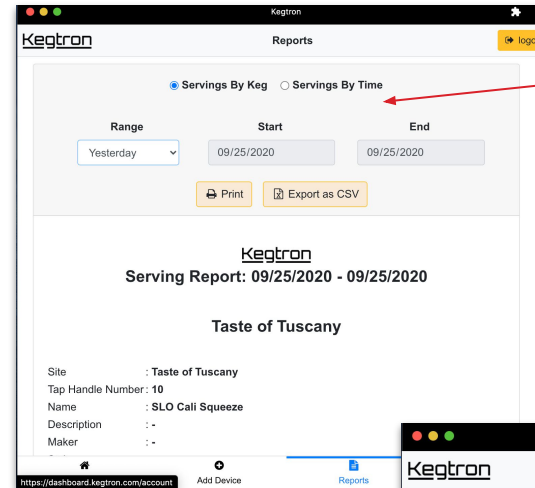 Kegtron
Kegtron
Reports
Servings By Keg Servings By Time
Range Start End
Yesterday 09/25/2020 09/25/2020
Print Export as CSV
Kegtron
Serving Report: 09/25/2020 - 09/25/2020
Taste of Tuscany
Site : Taste of Tuscany
Tap Handle Number : 10
Name : SLO Cali Squeeze
Description : -
Maker : -
https://dashboard.kegtron.com/account Add Device Reports
Kegtron